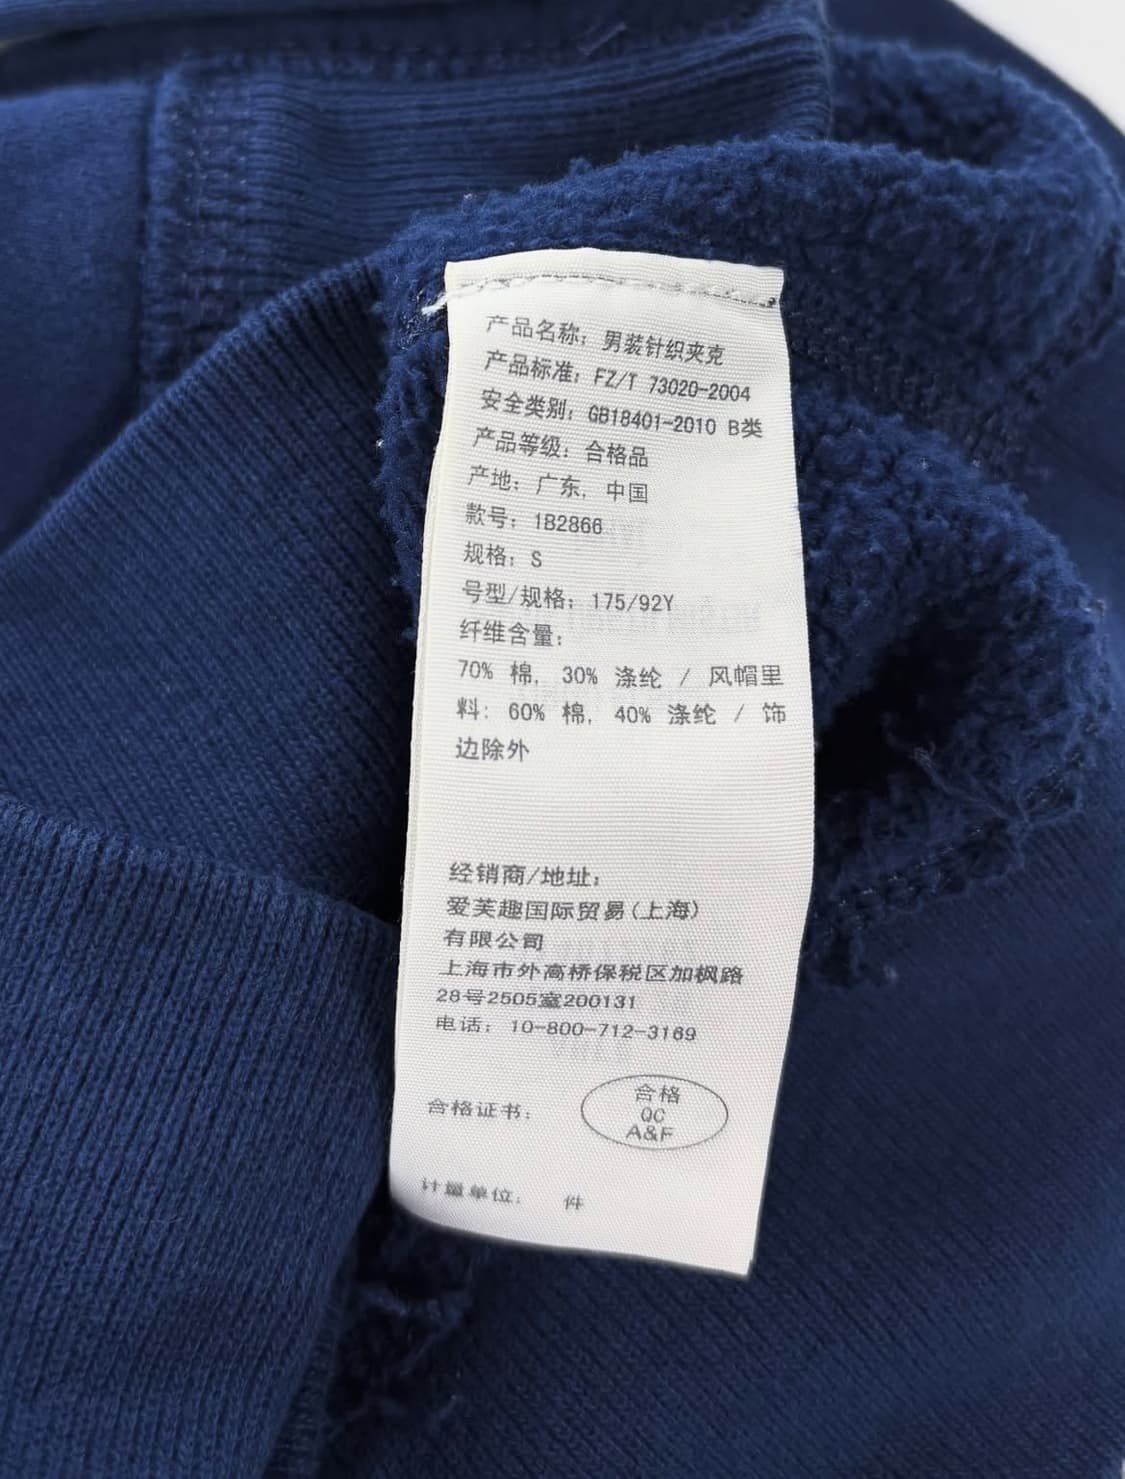 产品名称: 男装针织夹克
产品标准: FZ/T 73020-2004
安全类别: GB18401-2010 B类
产品等级: 合格品
产地: 广东, 中国
款号: 1B2866
规格: S
号型/规格: 175/92Y
纤维含量:
70% 棉, 30% 涤纶 / 风帽里
料: 60% 棉, 40% 涤纶 / 饰
边除外
经销商/地址:
爱芙趣国际贸易(上海)
有限公司
上海市外高桥保税区加枫路
28号2505室200131
电话: 10-800-712-3169
合格证书:
合格
QC
A&F
计量单位: 件